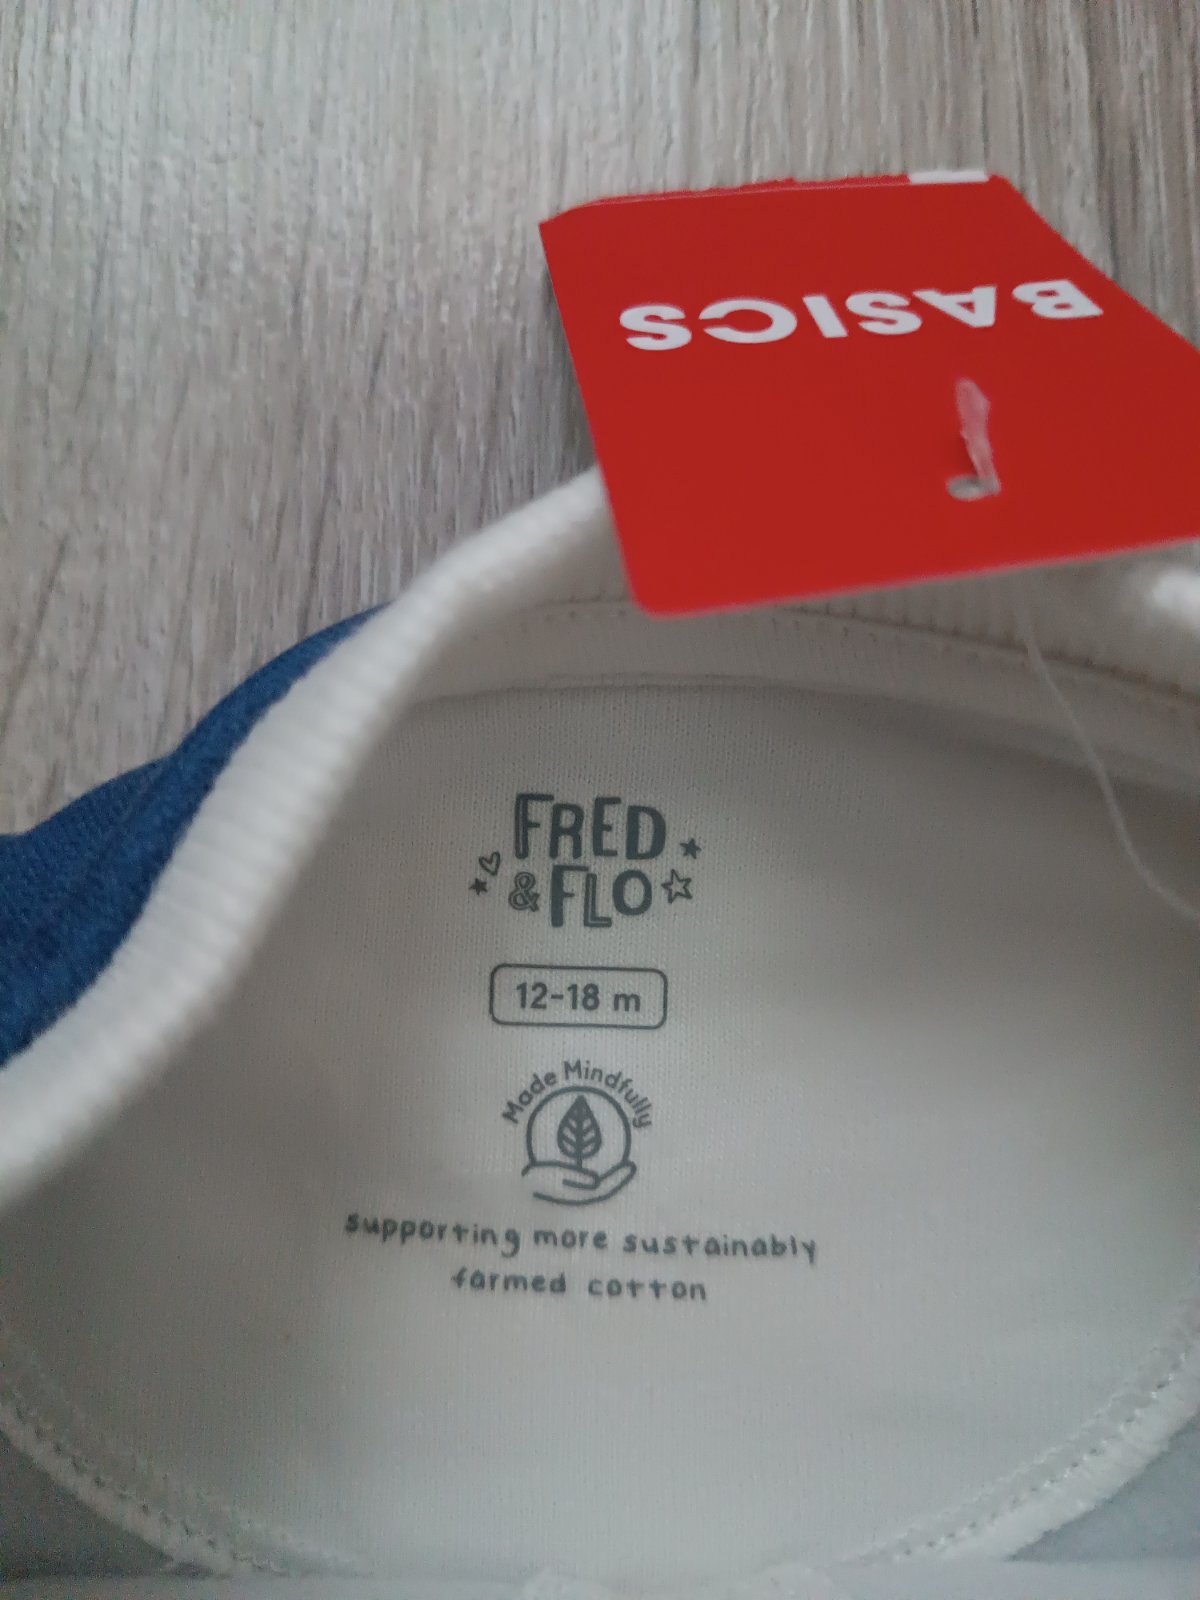 BASICS
FRED
& FLO
12-18 m
Made Mindfully
supporting more sustainably
farmed cotton